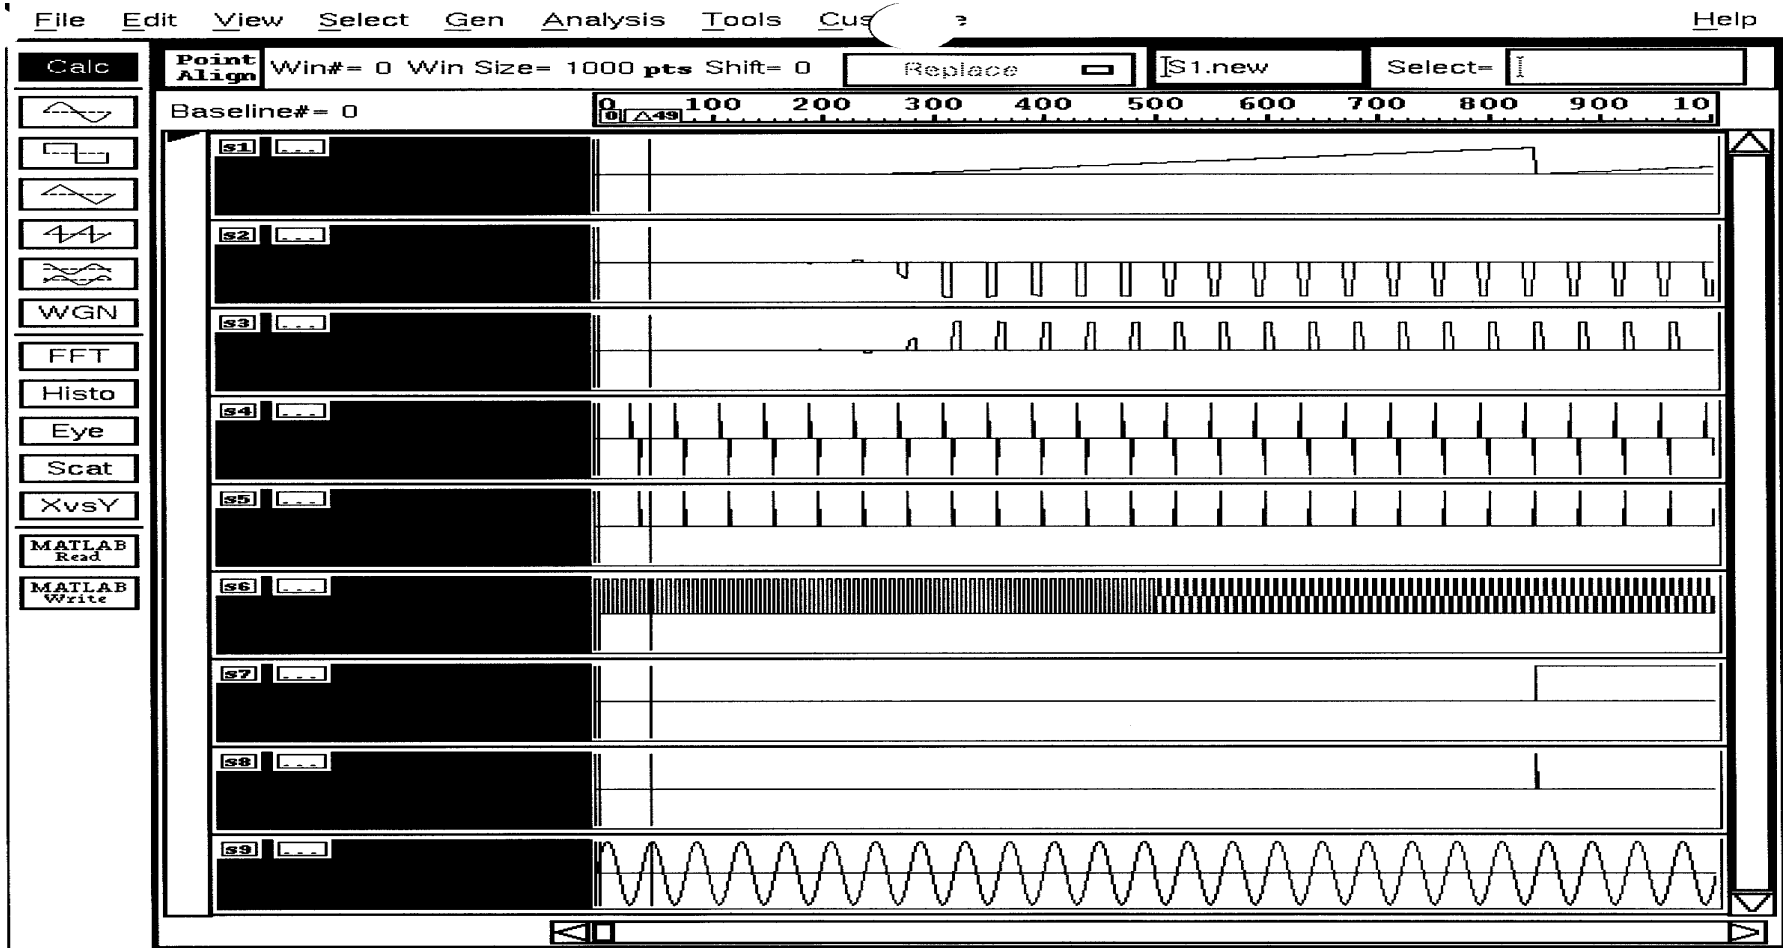 File Edit View Select Gen Analysis Tools Cus Help
Calc
Point Align Win#= 0 Win Size= 1000 pts Shift= 0 Replace S1.new Select=
Baseline#= 0
0 100 200 300 400 500 600 700 800 900 10
0 △49
WGN
FFT
Histo
Eye
Scat
XvsY
MATLAB
Read
MATLAB
Write
s1 ...
s2 ...
s3 ...
s4 ...
s5 ...
s6 ...
s7 ...
s8 ...
s9 ...